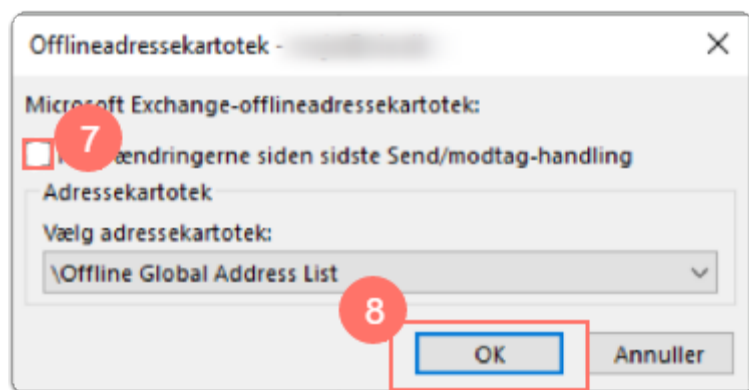 Offlineadressekartotek -
Microsoft Exchange-offlineadressekartotek:
7
ændringerne siden sidste Send/modtag-handling
Adressekartotek
Vælg adressekartotek:
\Offline Global Address List
8
OK
Annuller